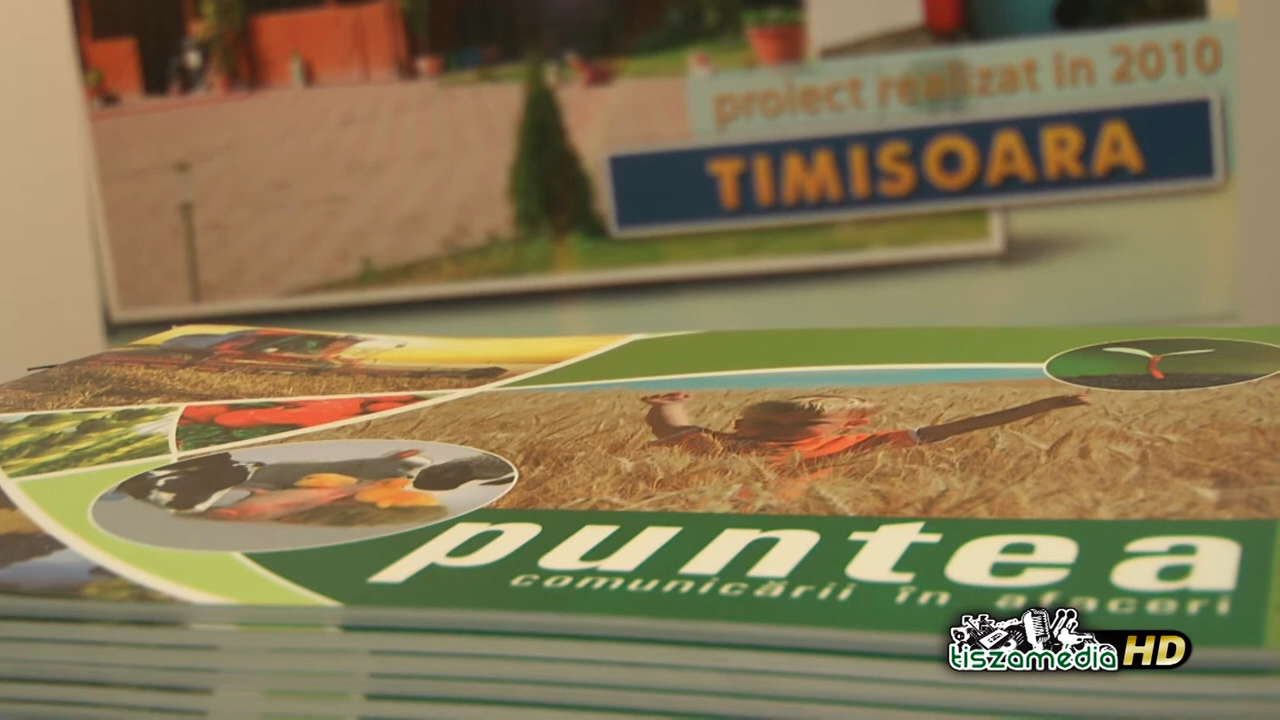 proiect realizat in 2010
TIMISOARA
puntea
comunicării în afaceri
tiszamedia HD